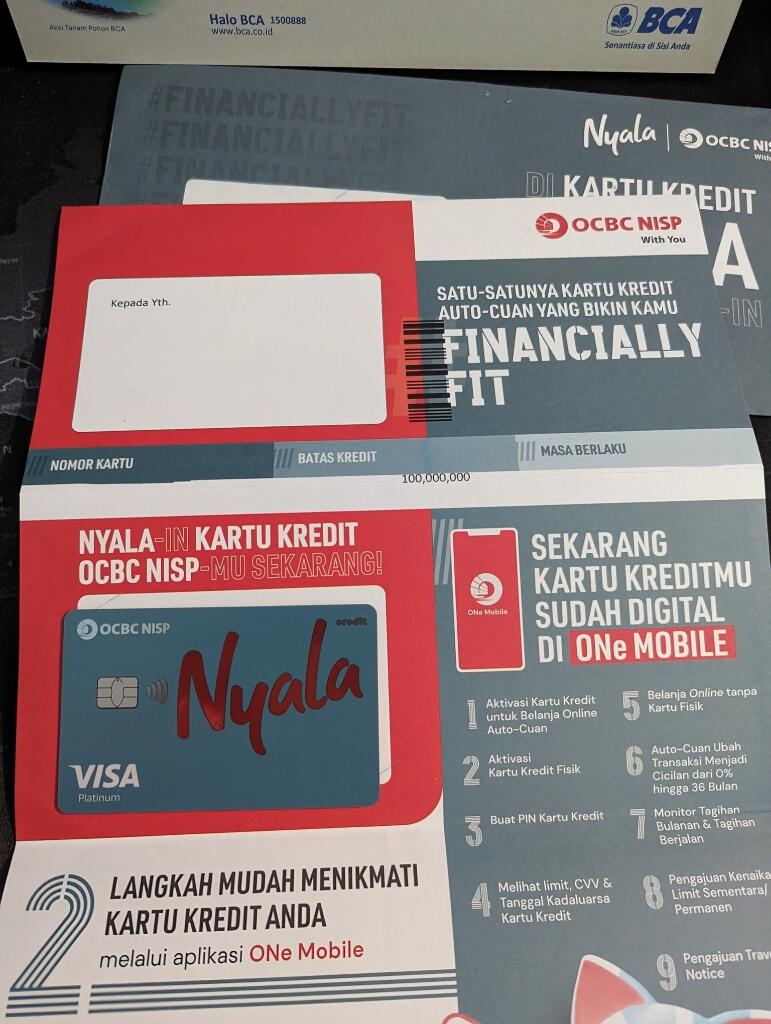 Aksi Tanam Pohon BCA
Halo BCA 1500888
www.bca.co.id
BCA
Senantiasa di Sisi Anda
#FINANCIALLYFIT
#FINANCIALLYFIT
#FINANCIALLYFIT
Nyala | OCBC NIS
With
DI KARTU KREDIT
A
-IN
OCBC NISP
With You
Kepada Yth.
SATU-SATUNYA KARTU KREDIT
AUTO-CUAN YANG BIKIN KAMU
#FINANCIALLY
FIT
NOMOR KARTU
BATAS KREDIT
MASA BERLAKU
100,000,000
NYALA-IN KARTU KREDIT
OCBC NISP-MU SEKARANG!
OCBC NISP
credit
Nyala
VISA
Platinum
2 LANGKAH MUDAH MENIKMATI
KARTU KREDIT ANDA
melalui aplikasi ONe Mobile
ONe Mobile
SEKARANG
KARTU KREDITMU
SUDAH DIGITAL
DI ONe MOBILE
1 Aktivasi Kartu Kredit
untuk Belanja Online
Auto-Cuan
2 Aktivasi
Kartu Kredit Fisik
3 Buat PIN Kartu Kredit
4 Melihat limit, CVV &
Tanggal Kadaluarsa
Kartu Kredit
5 Belanja Online tanpa
Kartu Fisik
6 Auto-Cuan Ubah
Transaksi Menjadi
Cicilan dari 0%
hingga 36 Bulan
7 Monitor Tagihan
Bulanan & Tagihan
Berjalan
8 Pengajuan Kenaika
Limit Sementara/
Permanen
9 Pengajuan Trav
Notice